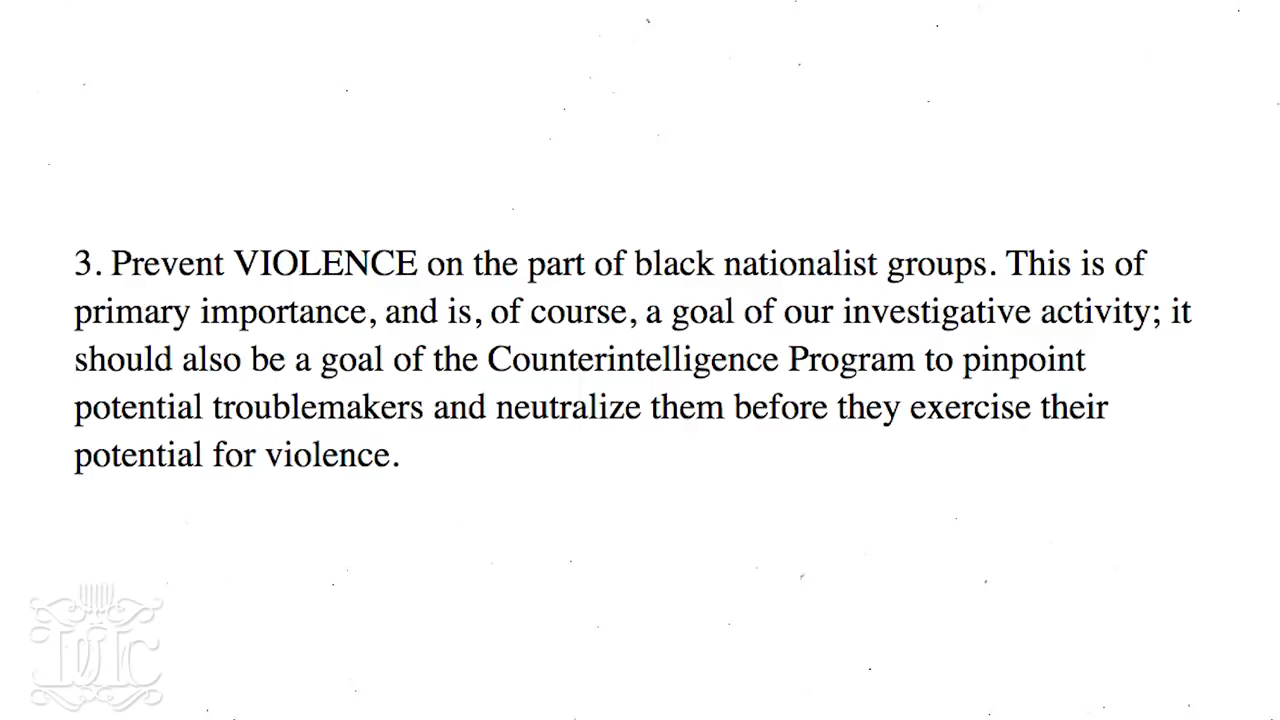 3. Prevent VIOLENCE on the part of black nationalist groups. This is of
primary importance, and is, of course, a goal of our investigative activity; it
should also be a goal of the Counterintelligence Program to pinpoint
potential troublemakers and neutralize them before they exercise their
potential for violence.
IUIC